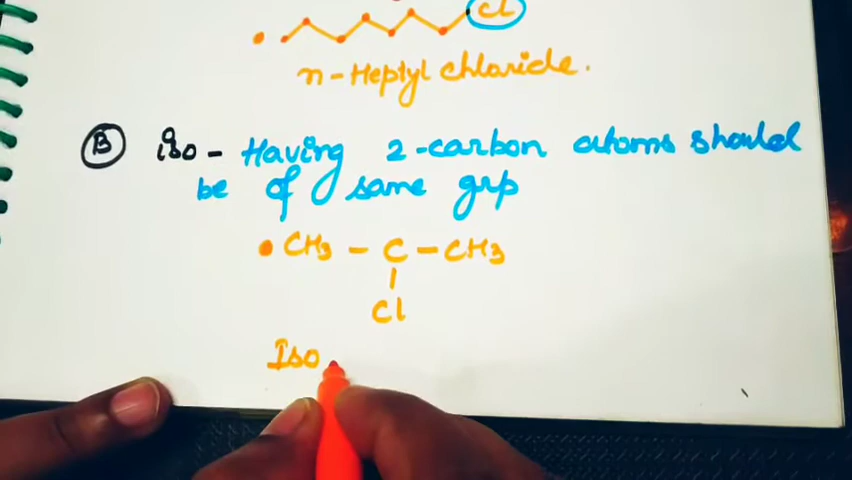 Cl
n-Heptyl chloride.
B iso - Having 2-carbon atoms should
be of same grp
CH3 - C - CH3
Cl
Iso